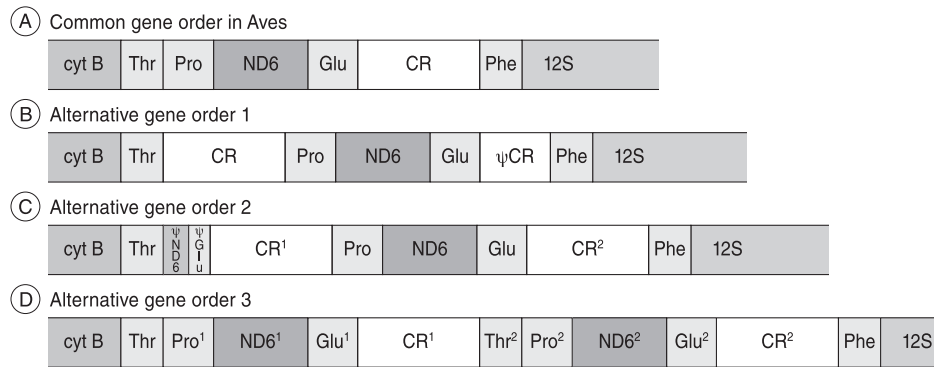 A Common gene order in Aves
cyt B Thr Pro ND6 Glu CR Phe 12S
B Alternative gene order 1
cyt B Thr CR Pro ND6 Glu ψCR Phe 12S
C Alternative gene order 2
cyt B Thr ψND6 ψGlu CR¹ Pro ND6 Glu CR² Phe 12S
D Alternative gene order 3
cyt B Thr Pro¹ ND6¹ Glu¹ CR¹ Thr² Pro² ND6² Glu² CR² Phe 12S